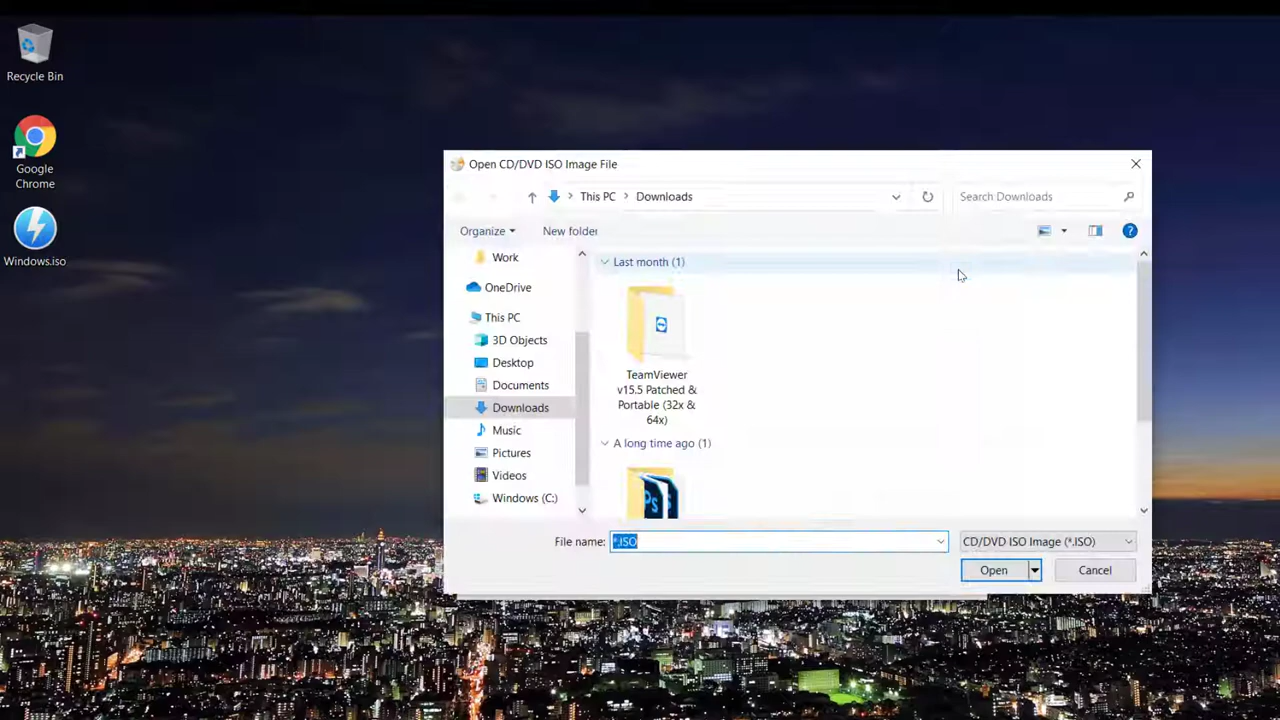 Recycle Bin
Google
Chrome
Windows.iso
Open CD/DVD ISO Image File
This PC
Downloads
Search Downloads
Organize
New folder
Work
OneDrive
This PC
3D Objects
Desktop
Documents
Downloads
Music
Pictures
Videos
Windows (C:)
Last month (1)
TeamViewer
v15.5 Patched &
Portable (32x &
64x)
A long time ago (1)
Ps
File name:
*.ISO
CD/DVD ISO Image (*.ISO)
Open
Cancel